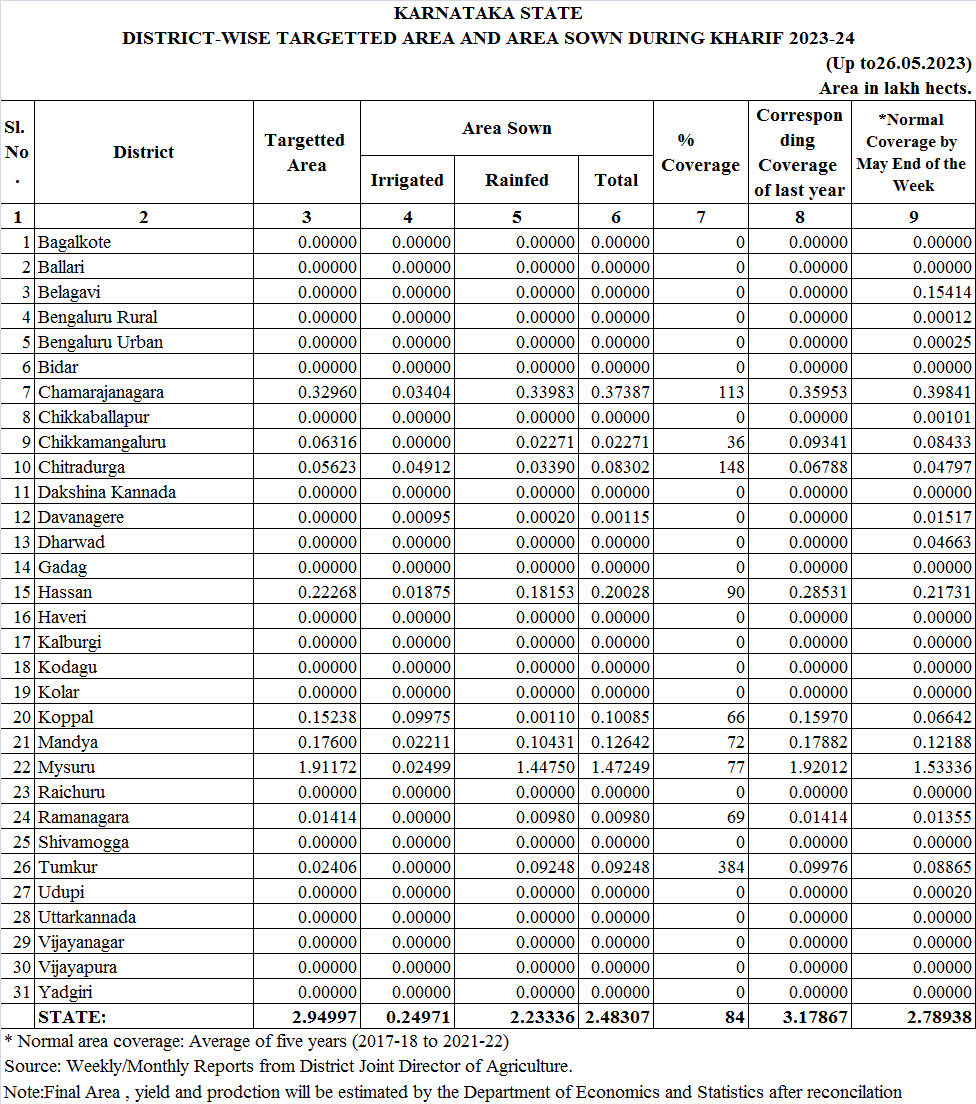 KARNATAKA STATE
DISTRICT-WISE TARGETTED AREA AND AREA SOWN DURING KHARIF 2023-24
(Up to26.05.2023)
Area in lakh hects.
Sl. No . District Targetted Area Area Sown % Coverage Correspon ding Coverage of last year *Normal Coverage by May End of the Week
Irrigated Rainfed Total
1 2 3 4 5 6 7 8 9
1 Bagalkote 0.00000 0.00000 0.00000 0.00000 0 0.00000 0.00000
2 Ballari 0.00000 0.00000 0.00000 0.00000 0 0.00000 0.00000
3 Belagavi 0.00000 0.00000 0.00000 0.00000 0 0.00000 0.15414
4 Bengaluru Rural 0.00000 0.00000 0.00000 0.00000 0 0.00000 0.00012
5 Bengaluru Urban 0.00000 0.00000 0.00000 0.00000 0 0.00000 0.00025
6 Bidar 0.00000 0.00000 0.00000 0.00000 0 0.00000 0.00000
7 Chamarajanagara 0.32960 0.03404 0.33983 0.37387 113 0.35953 0.39841
8 Chikkaballapur 0.00000 0.00000 0.00000 0.00000 0 0.00000 0.00101
9 Chikkamangaluru 0.06316 0.00000 0.02271 0.02271 36 0.09341 0.08433
10 Chitradurga 0.05623 0.04912 0.03390 0.08302 148 0.06788 0.04797
11 Dakshina Kannada 0.00000 0.00000 0.00000 0.00000 0 0.00000 0.00000
12 Davanagere 0.00000 0.00095 0.00020 0.00115 0 0.00000 0.01517
13 Dharwad 0.00000 0.00000 0.00000 0.00000 0 0.00000 0.04663
14 Gadag 0.00000 0.00000 0.00000 0.00000 0 0.00000 0.00000
15 Hassan 0.22268 0.01875 0.18153 0.20028 90 0.28531 0.21731
16 Haveri 0.00000 0.00000 0.00000 0.00000 0 0.00000 0.00000
17 Kalburgi 0.00000 0.00000 0.00000 0.00000 0 0.00000 0.00000
18 Kodagu 0.00000 0.00000 0.00000 0.00000 0 0.00000 0.00000
19 Kolar 0.00000 0.00000 0.00000 0.00000 0 0.00000 0.00000
20 Koppal 0.15238 0.09975 0.00110 0.10085 66 0.15970 0.06642
21 Mandya 0.17600 0.02211 0.10431 0.12642 72 0.17882 0.12188
22 Mysuru 1.91172 0.02499 1.44750 1.47249 77 1.92012 1.53336
23 Raichuru 0.00000 0.00000 0.00000 0.00000 0 0.00000 0.00000
24 Ramanagara 0.01414 0.00000 0.00980 0.00980 69 0.01414 0.01355
25 Shivamogga 0.00000 0.00000 0.00000 0.00000 0 0.00000 0.00000
26 Tumkur 0.02406 0.00000 0.09248 0.09248 384 0.09976 0.08865
27 Udupi 0.00000 0.00000 0.00000 0.00000 0 0.00000 0.00020
28 Uttarkannada 0.00000 0.00000 0.00000 0.00000 0 0.00000 0.00000
29 Vijayanagar 0.00000 0.00000 0.00000 0.00000 0 0.00000 0.00000
30 Vijayapura 0.00000 0.00000 0.00000 0.00000 0 0.00000 0.00000
31 Yadgiri 0.00000 0.00000 0.00000 0.00000 0 0.00000 0.00000
STATE: 2.94997 0.24971 2.23336 2.48307 84 3.17867 2.78938
* Normal area coverage: Average of five years (2017-18 to 2021-22)
Source: Weekly/Monthly Reports from District Joint Director of Agriculture.
Note:Final Area , yield and prodction will be estimated by the Department of Economics and Statistics after reconcilation